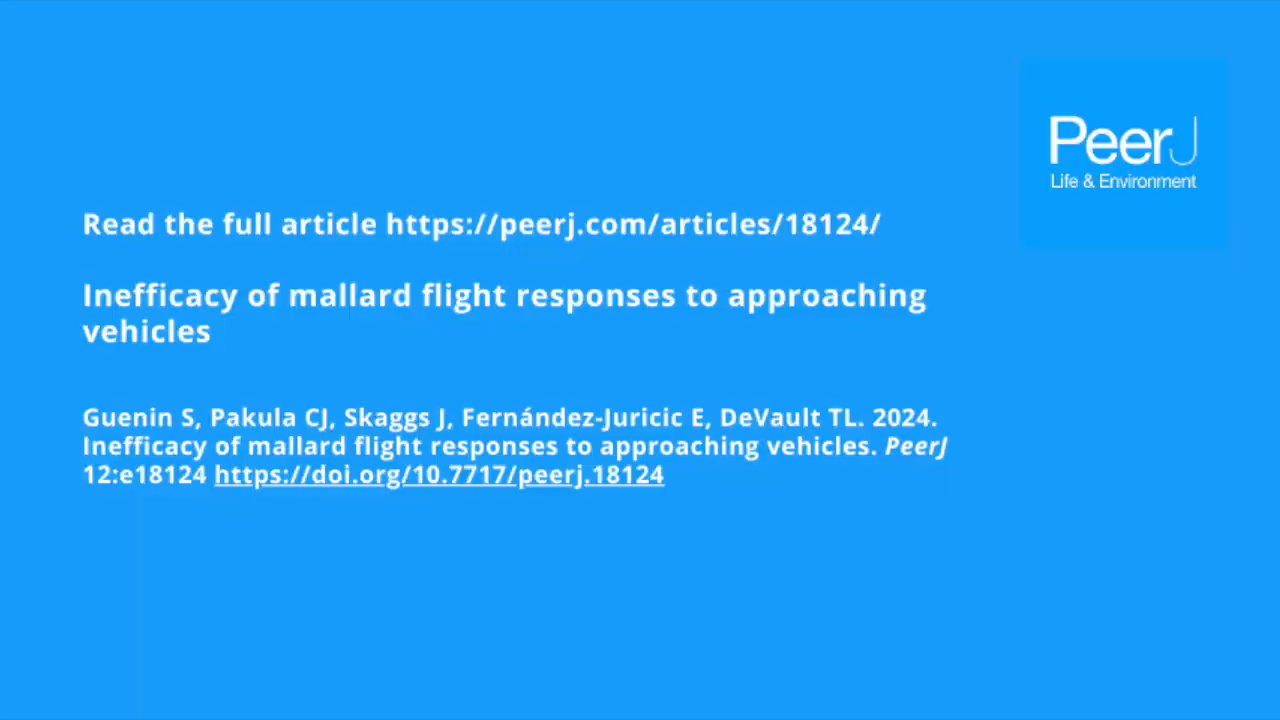 PeerJ
Life & Environment
Read the full article https://peerj.com/articles/18124/
Inefficacy of mallard flight responses to approaching
vehicles
Guenin S, Pakula CJ, Skaggs J, Fernández-Juricic E, DeVault TL. 2024.
Inefficacy of mallard flight responses to approaching vehicles. PeerJ
12:e18124 https://doi.org/10.7717/peerj.18124